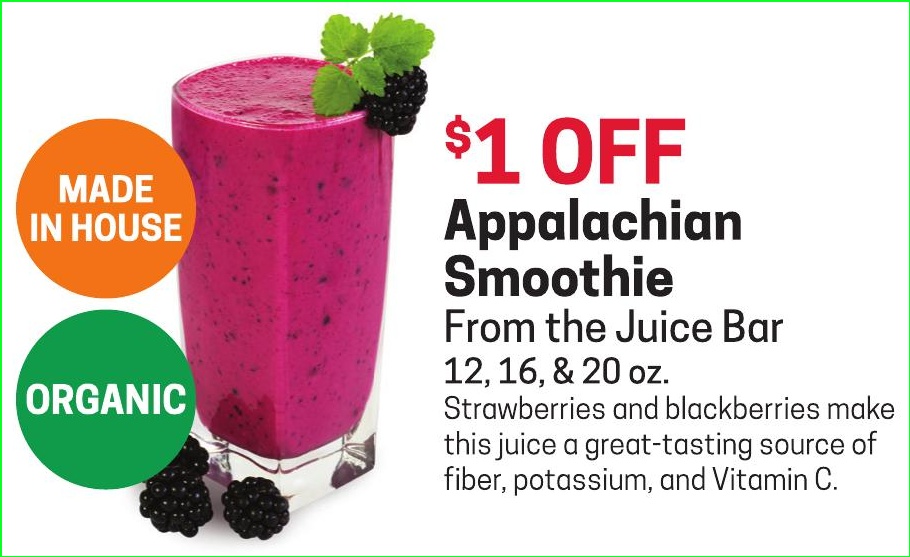 MADE
IN HOUSE
ORGANIC
$1 OFF
Appalachian
Smoothie
From the Juice Bar
12, 16, & 20 oz.
Strawberries and blackberries make
this juice a great-tasting source of
fiber, potassium, and Vitamin C.